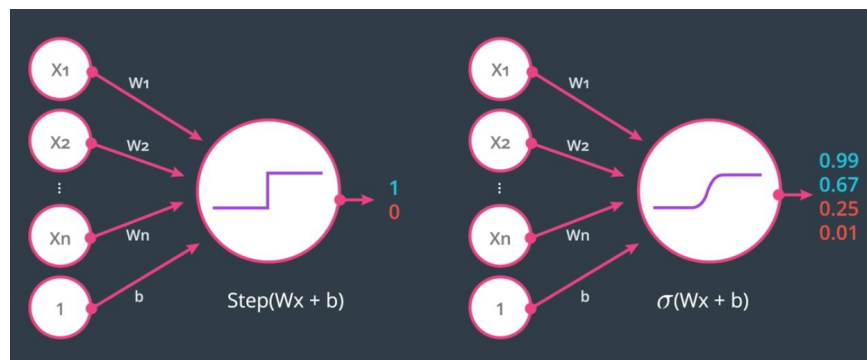 X1
W1
X2
W2
...
Xn
Wn
1
b
1
0
Step(Wx + b)
X1
W1
X2
W2
...
Xn
Wn
1
b
0.99
0.67
0.25
0.01
σ(Wx + b)